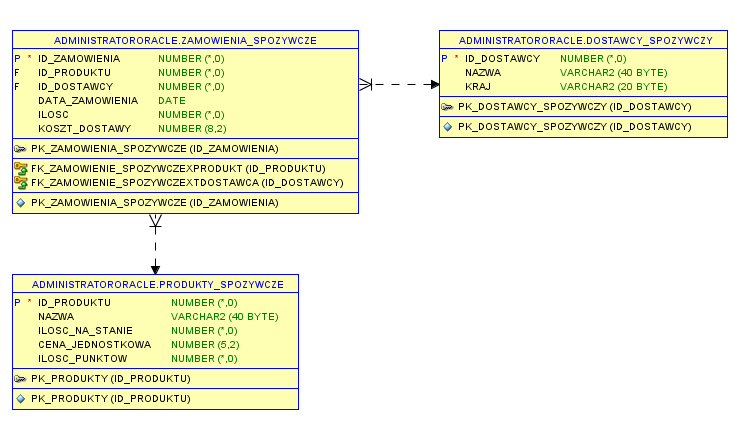 ADMINISTRATORORACLE.ZAMOWIENIA_SPOZYWCZE
P * ID_ZAMOWIENIA NUMBER (*,0)
F ID_PRODUKTU NUMBER (*,0)
F ID_DOSTAWCY NUMBER (*,0)
DATA_ZAMOWIENIA DATE
ILOSC NUMBER (*,0)
KOSZT_DOSTAWY NUMBER (8,2)
PK_ZAMOWIENIA_SPOZYWCZE (ID_ZAMOWIENIA)
FK_ZAMOWIENIE_SPOZYWCZEXPRODUKT (ID_PRODUKTU)
FK_ZAMOWIENIE_SPOZYWCZEXTDOSTAWCA (ID_DOSTAWCY)
PK_ZAMOWIENIA_SPOZYWCZE (ID_ZAMOWIENIA)
ADMINISTRATORORACLE.DOSTAWCY_SPOZYWCZY
P * ID_DOSTAWCY NUMBER (*,0)
NAZWA VARCHAR2 (40 BYTE)
KRAJ VARCHAR2 (20 BYTE)
PK_DOSTAWCY_SPOZYWCZY (ID_DOSTAWCY)
PK_DOSTAWCY_SPOZYWCZY (ID_DOSTAWCY)
ADMINISTRATORORACLE.PRODUKTY_SPOZYWCZE
P * ID_PRODUKTU NUMBER (*,0)
NAZWA VARCHAR2 (40 BYTE)
ILOSC_NA_STANIE NUMBER (*,0)
CENA_JEDNOSTKOWA NUMBER (5,2)
ILOSC_PUNKTOW NUMBER (*,0)
PK_PRODUKTY (ID_PRODUKTU)
PK_PRODUKTY (ID_PRODUKTU)